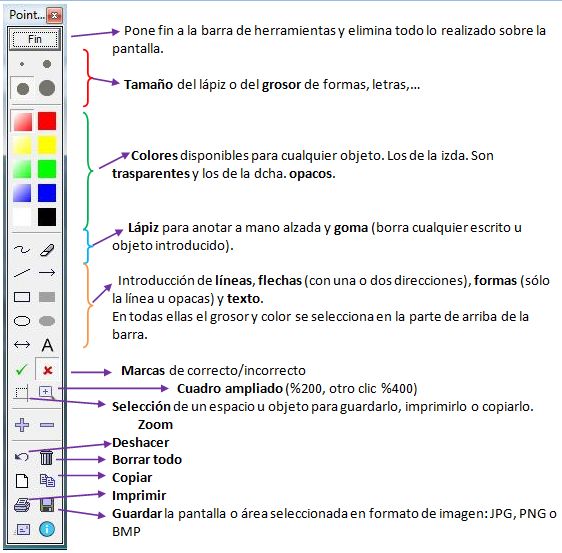 Point...
Fin
Pone fin a la barra de herramientas y elimina todo lo realizado sobre la
pantalla.
Tamaño del lápiz o del grosor de formas, letras,...
Colores disponibles para cualquier objeto. Los de la izda. Son
trasparentes y los de la dcha. opacos.
Lápiz para anotar a mano alzada y goma (borra cualquier escrito u
objeto introducido).
Introducción de líneas, flechas (con una o dos direcciones), formas (sólo
la línea u opacas) y texto.
En todas ellas el grosor y color se selecciona en la parte de arriba de la
barra.
A
Marcas de correcto/incorrecto
Cuadro ampliado (%200, otro clic %400)
Selección de un espacio u objeto para guardarlo, imprimirlo o copiarlo.
Zoom
Deshacer
Borrar todo
Copiar
Imprimir
Guardar la pantalla o área seleccionada en formato de imagen: JPG, PNG o
BMP